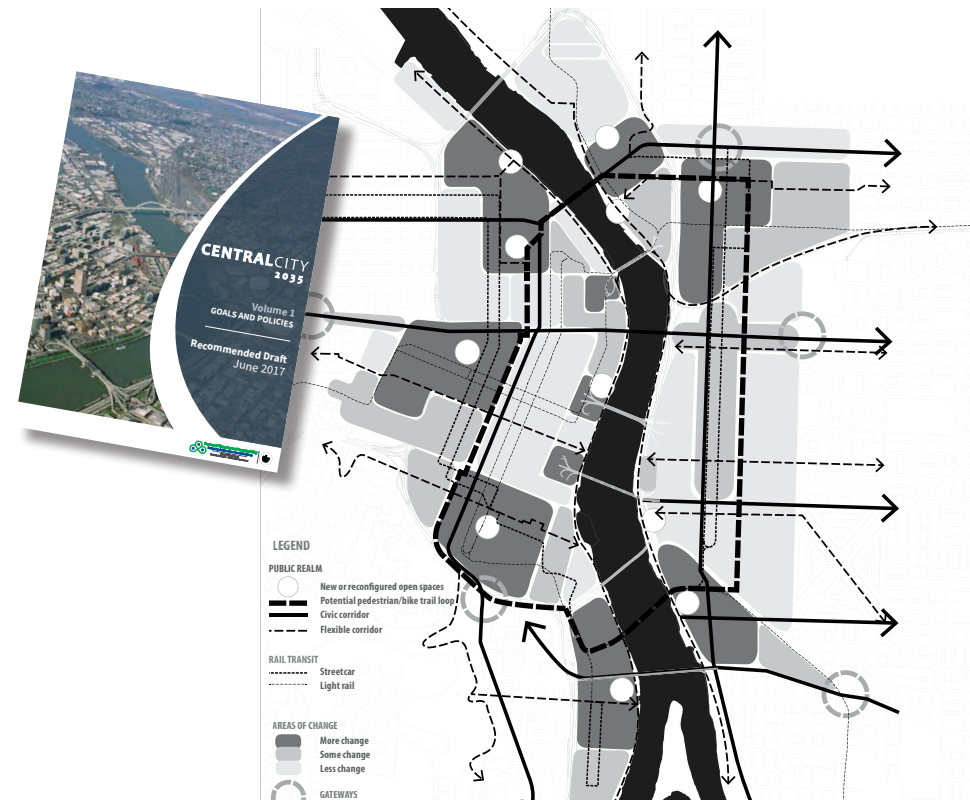 CENTRALCITY
2035
Volume 1
GOALS AND POLICIES
Recommended Draft
June 2017
LEGEND
PUBLIC REALM
New or reconfigured open spaces
Potential pedestrian/bike trail loop
Civic corridor
Flexible corridor
RAIL TRANSIT
Streetcar
Light rail
AREAS OF CHANGE
More change
Some change
Less change
GATEWAYS